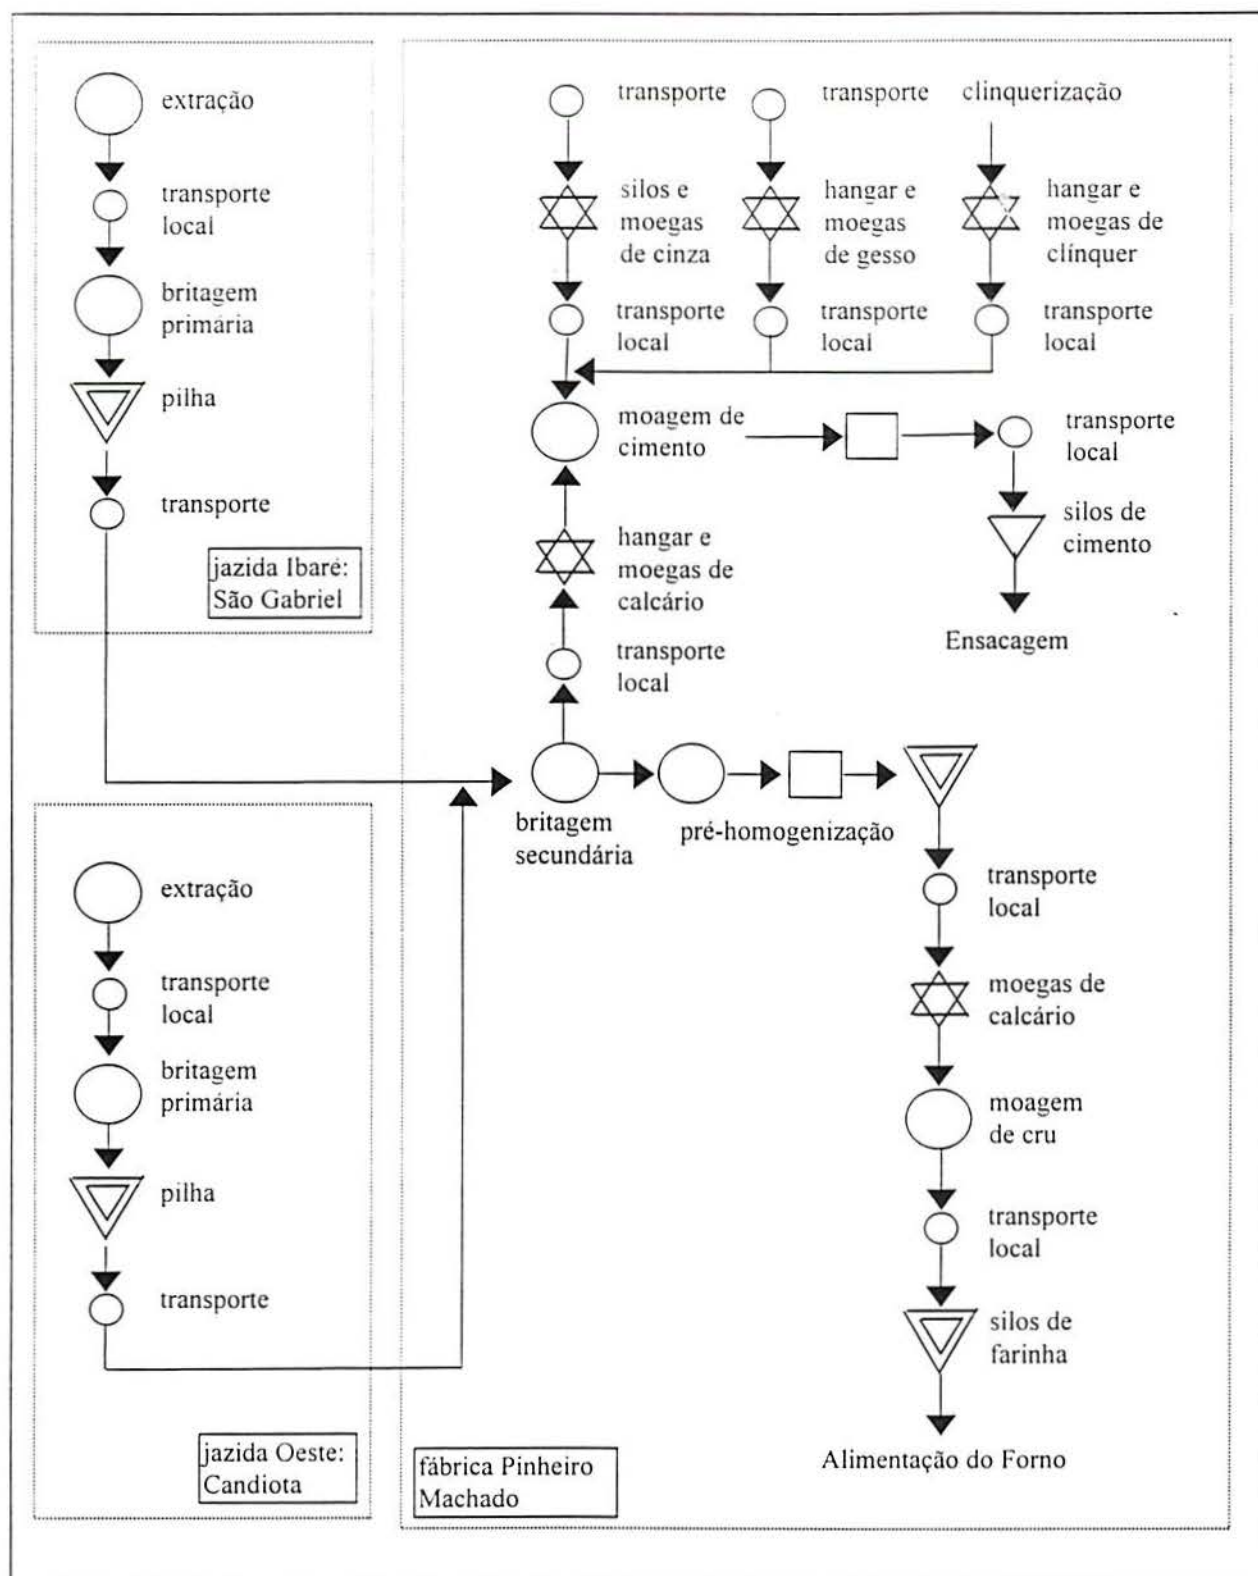 extração
transporte
local
britagem
primária
pilha
transporte
jazida Ibaré:
São Gabriel
extração
transporte
local
britagem
primária
pilha
transporte
jazida Oeste:
Candiota
transporte
transporte
clinquerização
silos e
moegas
de cinza
hangar e
moegas
de gesso
hangar e
moegas de
clínquer
transporte
local
transporte
local
transporte
local
moagem de
cimento
transporte
local
silos de
cimento
Ensacagem
hangar e
moegas de
calcário
transporte
local
britagem
secundária
pré-homogenização
transporte
local
moegas de
calcário
moagem
de cru
transporte
local
silos de
farinha
Alimentação do Forno
fábrica Pinheiro
Machado